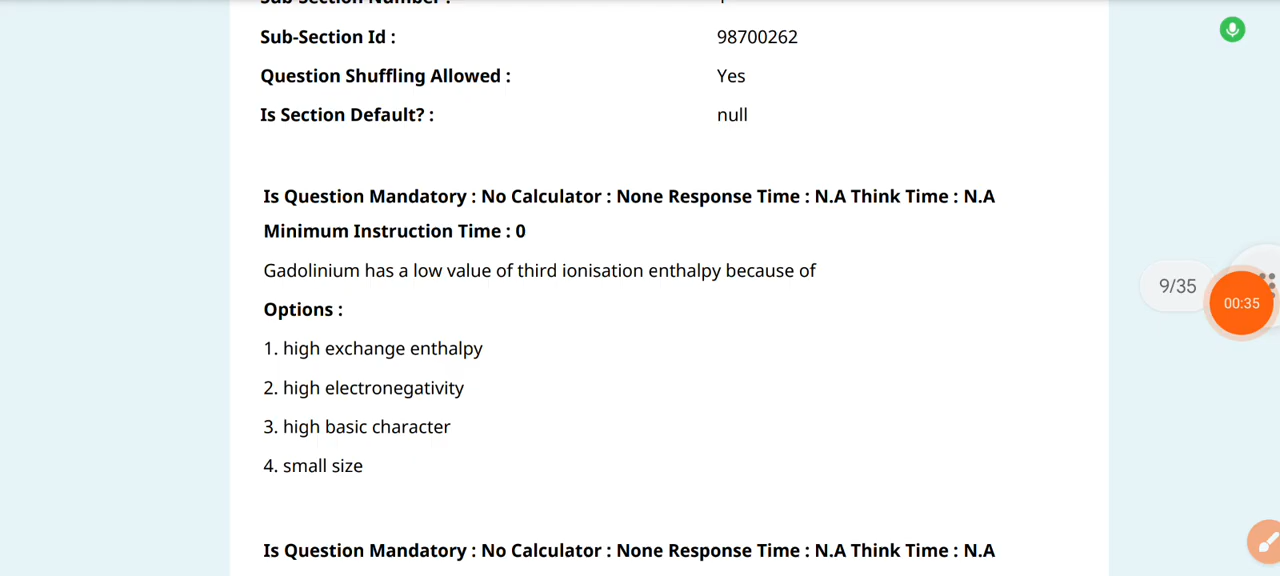 Sub-Section Id : 98700262
Question Shuffling Allowed : Yes
Is Section Default? : null
Is Question Mandatory : No Calculator : None Response Time : N.A Think Time : N.A
Minimum Instruction Time : 0
Gadolinium has a low value of third ionisation enthalpy because of
Options :
1. high exchange enthalpy
2. high electronegativity
3. high basic character
4. small size
9/35
00:35
Is Question Mandatory : No Calculator : None Response Time : N.A Think Time : N.A